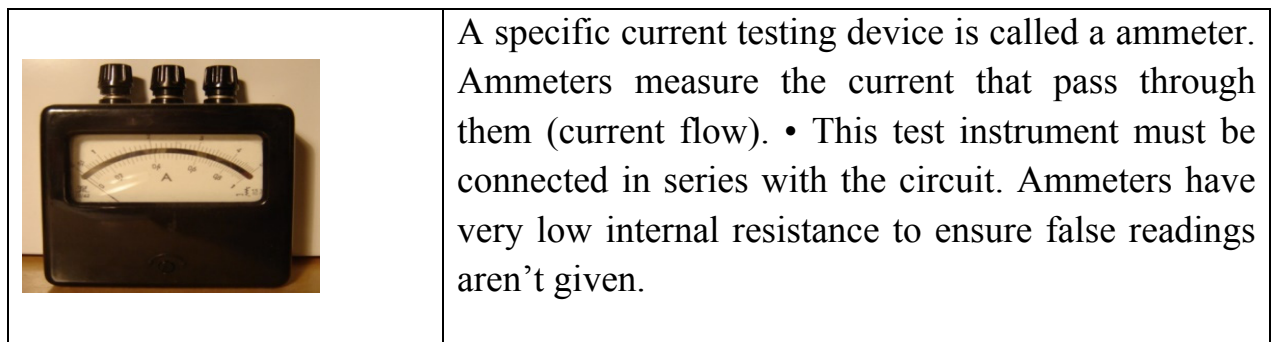 A specific current testing device is called a ammeter.
Ammeters measure the current that pass through
them (current flow). • This test instrument must be
connected in series with the circuit. Ammeters have
very low internal resistance to ensure false readings
aren’t given.
A